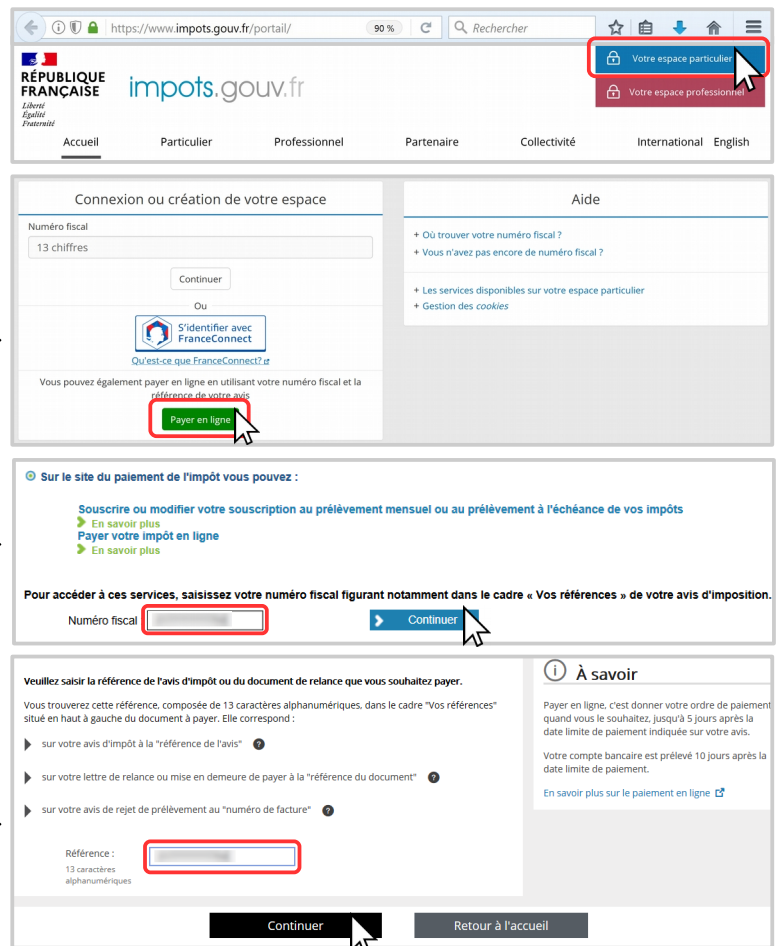 https://www.impots.gouv.fr/portail/
90 %
Rechercher
Votre espace particulier
RÉPUBLIQUE
FRANÇAISE
Liberté
Égalité
Fraternité
impots.gouv.fr
Votre espace professionnel
Accueil Particulier Professionnel Partenaire Collectivité International English
Connexion ou création de votre espace
Numéro fiscal
13 chiffres
Continuer
Ou
S'identifier avec
FranceConnect
Qu'est-ce que FranceConnect?
Vous pouvez également payer en ligne en utilisant votre numéro fiscal et la
référence de votre avis
Payer en ligne
Aide
+ Où trouver votre numéro fiscal ?
+ Vous n'avez pas encore de numéro fiscal ?
+ Les services disponibles sur votre espace particulier
+ Gestion des cookies
Sur le site du paiement de l'impôt vous pouvez :
Souscrire ou modifier votre souscription au prélèvement mensuel ou au prélèvement à l'échéance de vos impôts
En savoir plus
Payer votre impôt en ligne
En savoir plus
Pour accéder à ces services, saisissez votre numéro fiscal figurant notamment dans le cadre « Vos références » de votre avis d'imposition.
Numéro fiscal
Continuer
Veuillez saisir la référence de l'avis d'impôt ou du document de relance que vous souhaitez payer.
Vous trouverez cette référence, composée de 13 caractères alphanumériques, dans le cadre "Vos références"
situé en haut à gauche du document à payer. Elle correspond :
sur votre avis d'impôt à la "référence de l'avis" ?
sur votre lettre de relance ou mise en demeure de payer à la "référence du document" ?
sur votre avis de rejet de prélèvement au "numéro de facture" ?
Référence :
13 caractères
alphanumériques
Continuer
Retour à l'accueil
À savoir
Payer en ligne, c'est donner votre ordre de paiement
quand vous le souhaitez, jusqu'à 5 jours après la
date limite de paiement indiquée sur votre avis.
Votre compte bancaire est prélevé 10 jours après la
date limite de paiement.
En savoir plus sur le paiement en ligne